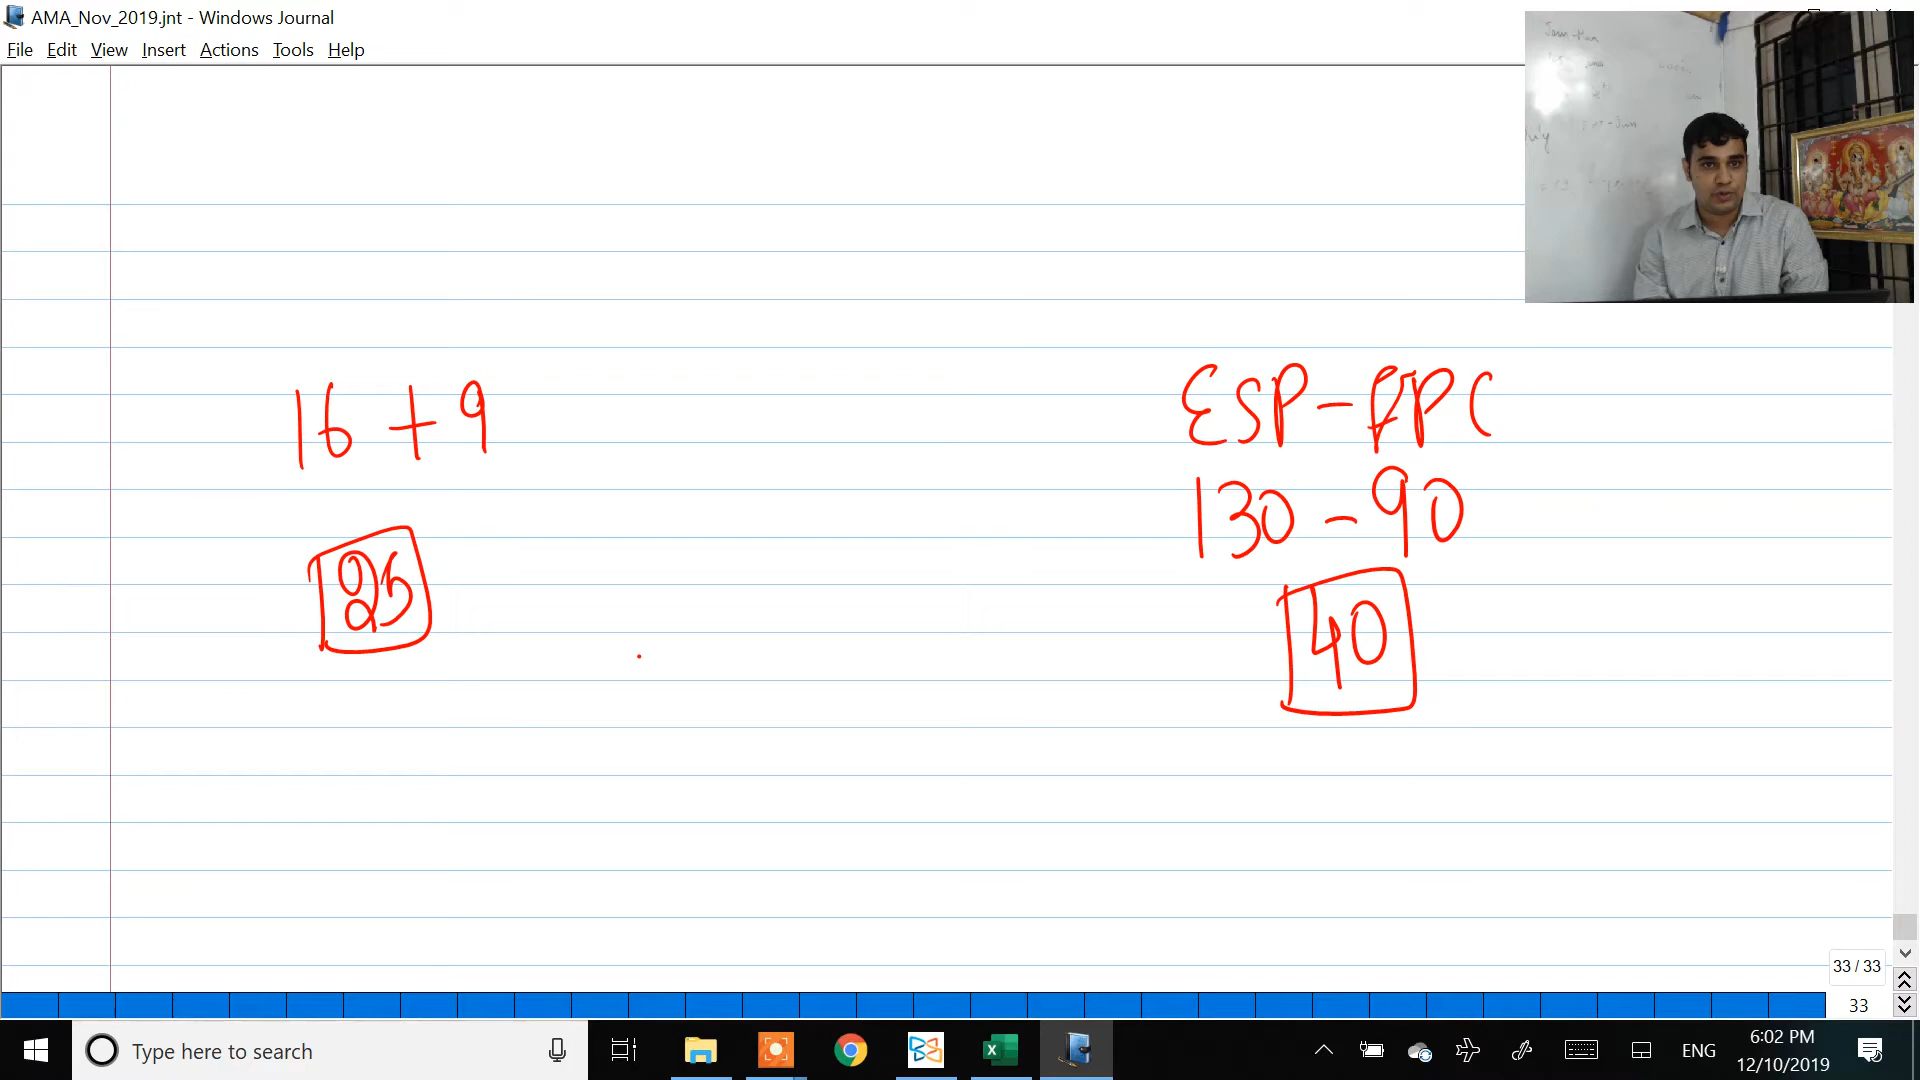 AMA_Nov_2019.jnt - Windows Journal
File Edit View Insert Actions Tools Help
16 + 9
25
ESP - FPC
130 - 90
40
33 / 33
33
Type here to search
ENG
6:02 PM
12/10/2019